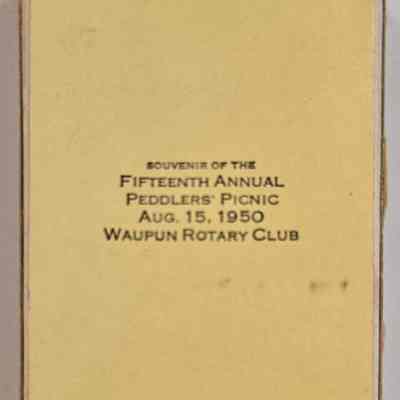 SOUVENIR OF THE
FIFTEENTH ANNUAL
PEDDLERS' PICNIC
AUG. 15, 1950
WAUPUN ROTARY CLUB